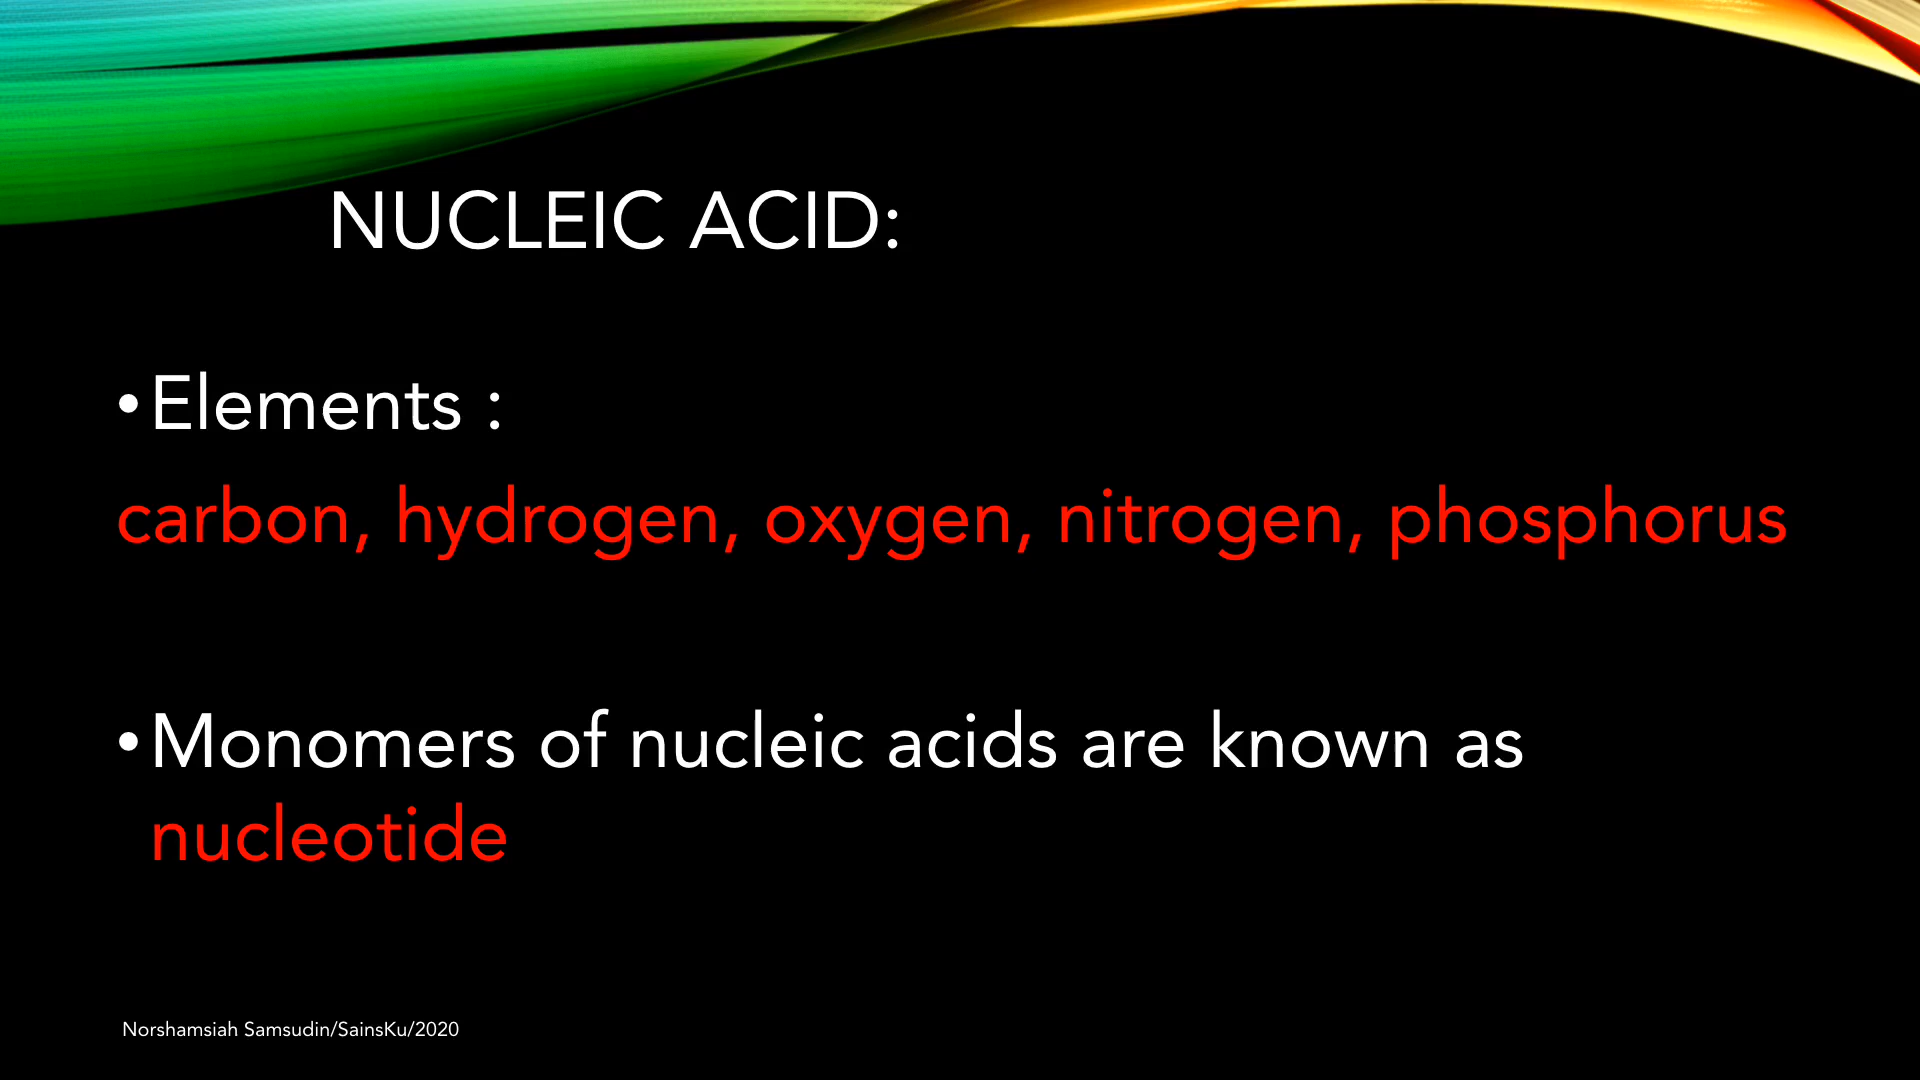 NUCLEIC ACID:
•Elements :
carbon, hydrogen, oxygen, nitrogen, phosphorus
•Monomers of nucleic acids are known as
nucleotide
Norshamsiah Samsudin/SainsKu/2020